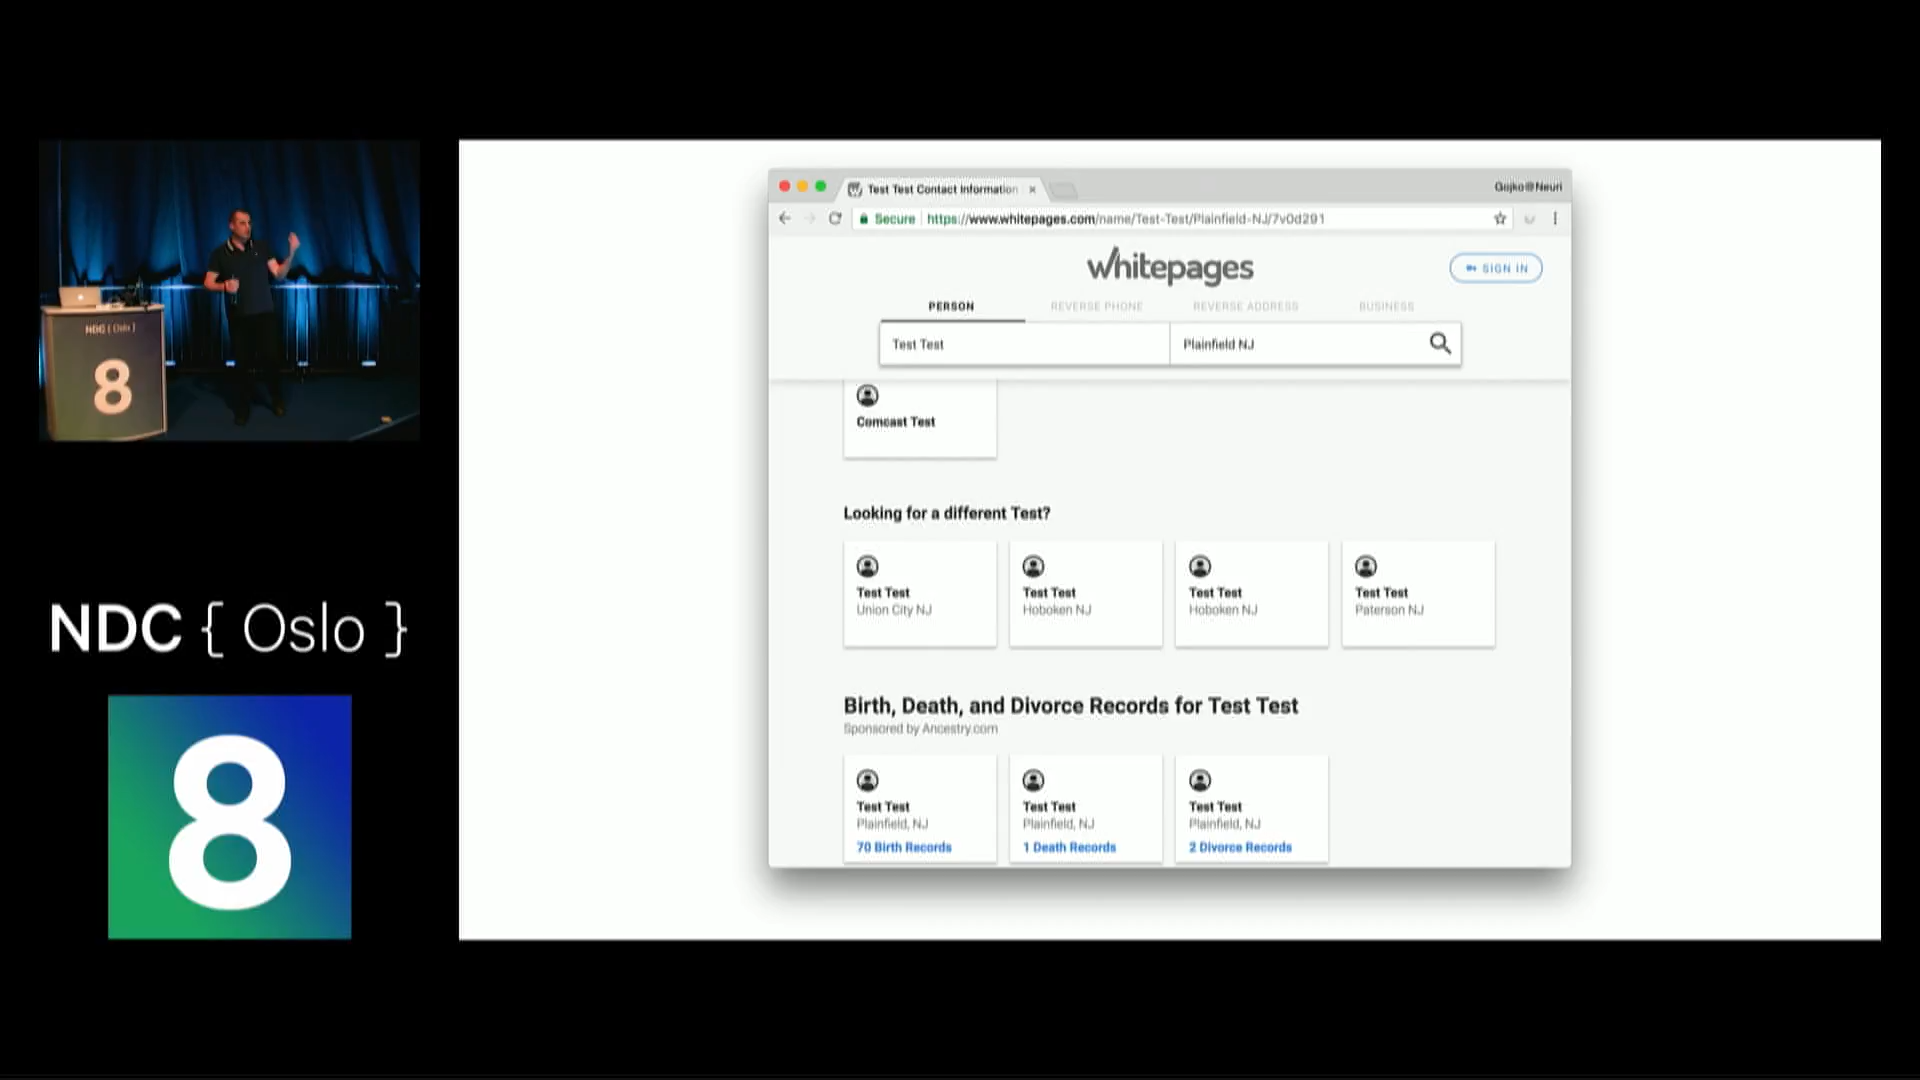 NDC { Oslo }
8
NDC { Oslo }
8
Test Test Contact Information
Gojko@Neuri
Secure
https://www.whitepages.com/name/Test-Test/Plainfield-NJ/7v0d291
whitepages
SIGN IN
PERSON
REVERSE PHONE
REVERSE ADDRESS
BUSINESS
Test Test
Plainfield NJ
Comcast Test
Looking for a different Test?
Test Test
Union City NJ
Test Test
Hoboken NJ
Test Test
Hoboken NJ
Test Test
Paterson NJ
Birth, Death, and Divorce Records for Test Test
Sponsored by Ancestry.com
Test Test
Plainfield, NJ
70 Birth Records
Test Test
Plainfield, NJ
1 Death Records
Test Test
Plainfield, NJ
2 Divorce Records